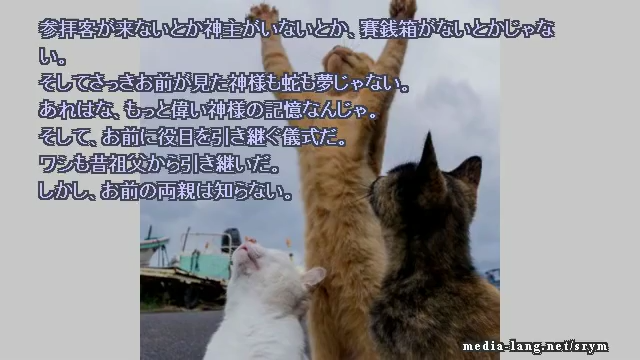 参拝客が来ないとか神主がいないとか、賽銭箱がないとかじゃな
い。
そしてさっきお前が見た神様も蛇も夢じゃない。
あれはな、もっと偉い神様の記憶なんじゃ。
そして、お前に役目を引き継ぐ儀式だ。
ワシも昔祖父から引き継いだ。
しかし、お前の両親は知らない。
media-lang.net/srym